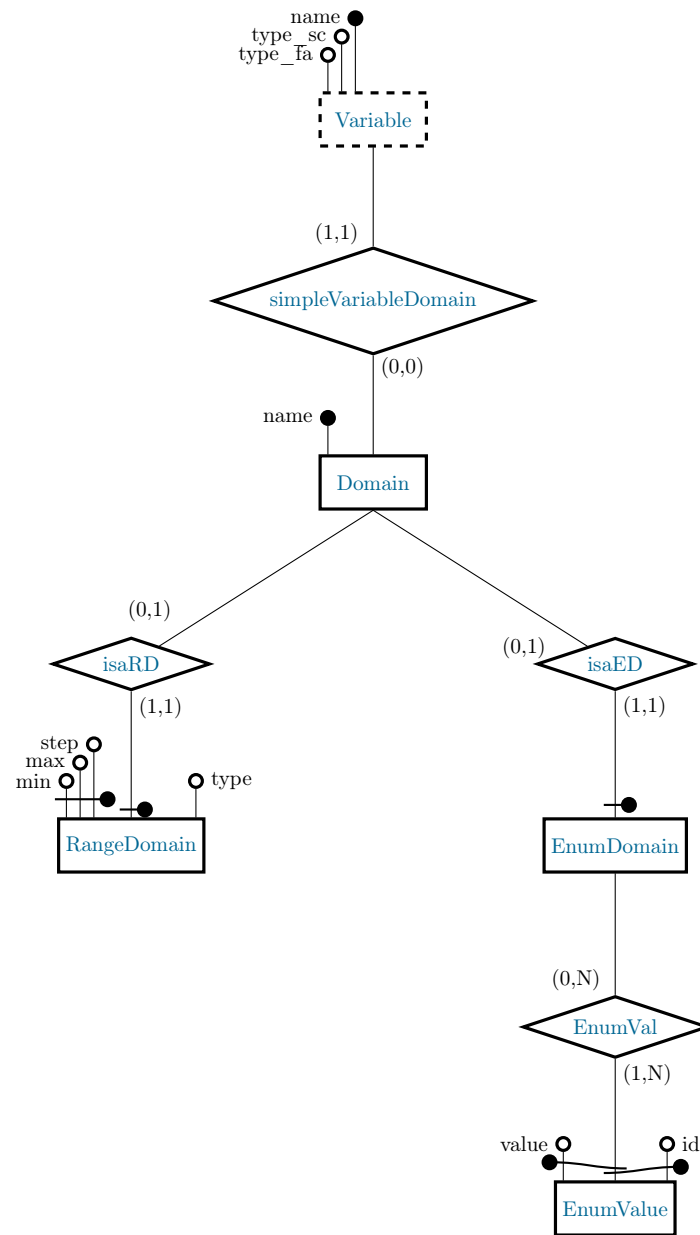 name
type_sc
type_fa
Variable
(1,1)
simpleVariableDomain
(0,0)
name
Domain
(0,1)
(0,1)
isaRD
isaED
(1,1)
(1,1)
step
max
min
type
RangeDomain
EnumDomain
(0,N)
EnumVal
(1,N)
value
id
EnumValue